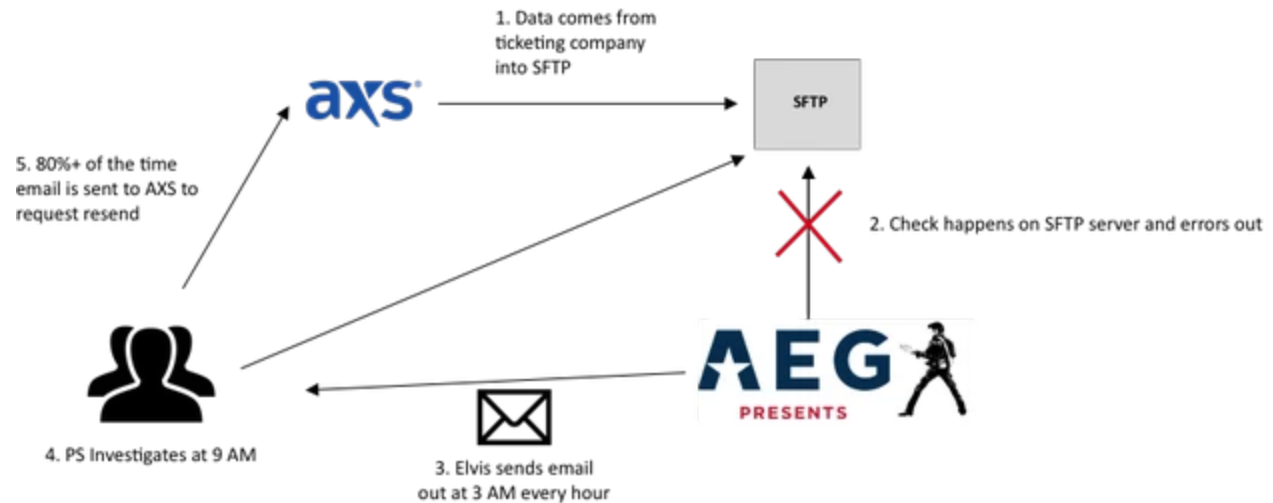 1. Data comes from
ticketing company
into SFTP
axs
SFTP
5. 80%+ of the time
email is sent to AXS to
request resend
2. Check happens on SFTP server and errors out
AEG
PRESENTS
4. PS Investigates at 9 AM
3. Elvis sends email
out at 3 AM every hour